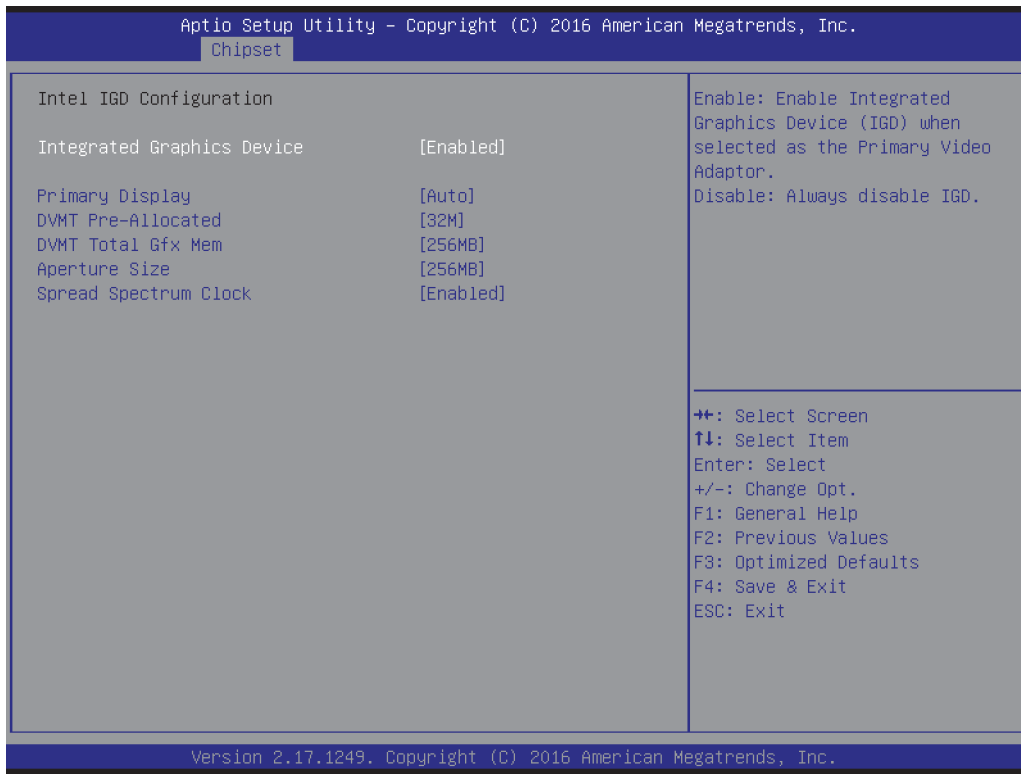 Aptio Setup Utility – Copyright (C) 2016 American Megatrends, Inc.
Chipset
Intel IGD Configuration
Integrated Graphics Device [Enabled]
Primary Display [Auto]
DVMT Pre-Allocated [32M]
DVMT Total Gfx Mem [256MB]
Aperture Size [256MB]
Spread Spectrum Clock [Enabled]
Enable: Enable Integrated
Graphics Device (IGD) when
selected as the Primary Video
Adaptor.
Disable: Always disable IGD.
→←: Select Screen
↑↓: Select Item
Enter: Select
+/-: Change Opt.
F1: General Help
F2: Previous Values
F3: Optimized Defaults
F4: Save & Exit
ESC: Exit
Version 2.17.1249. Copyright (C) 2016 American Megatrends, Inc.